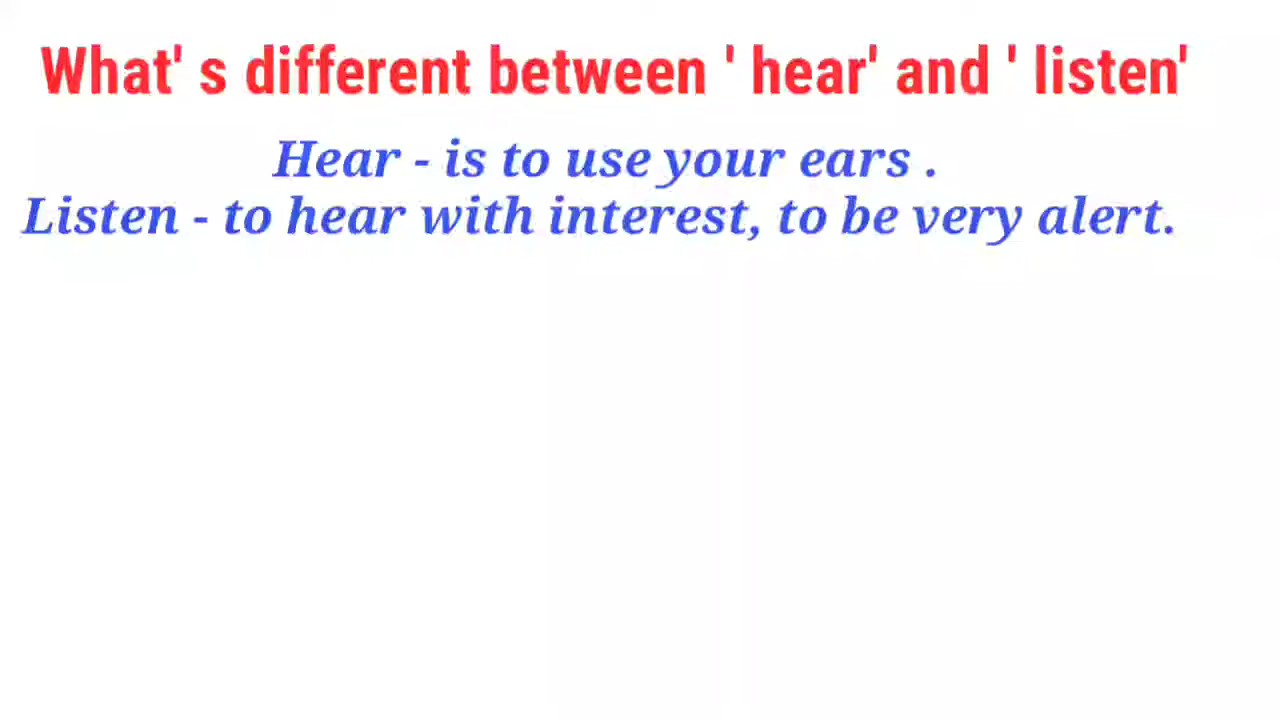 What' s different between ' hear' and ' listen'
Hear - is to use your ears .
Listen - to hear with interest, to be very alert.